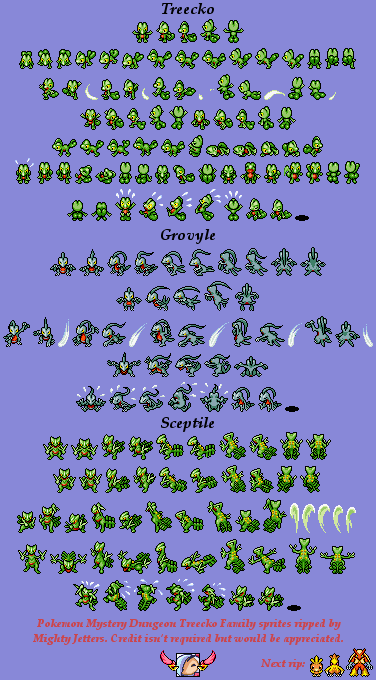 Treecko
Grovyle
Sceptile
Pokemon Mystery Dungeon Treecko Family sprites ripped by
Mighty Jetters. Credit isn't required but would be appreciated.
Next rip: